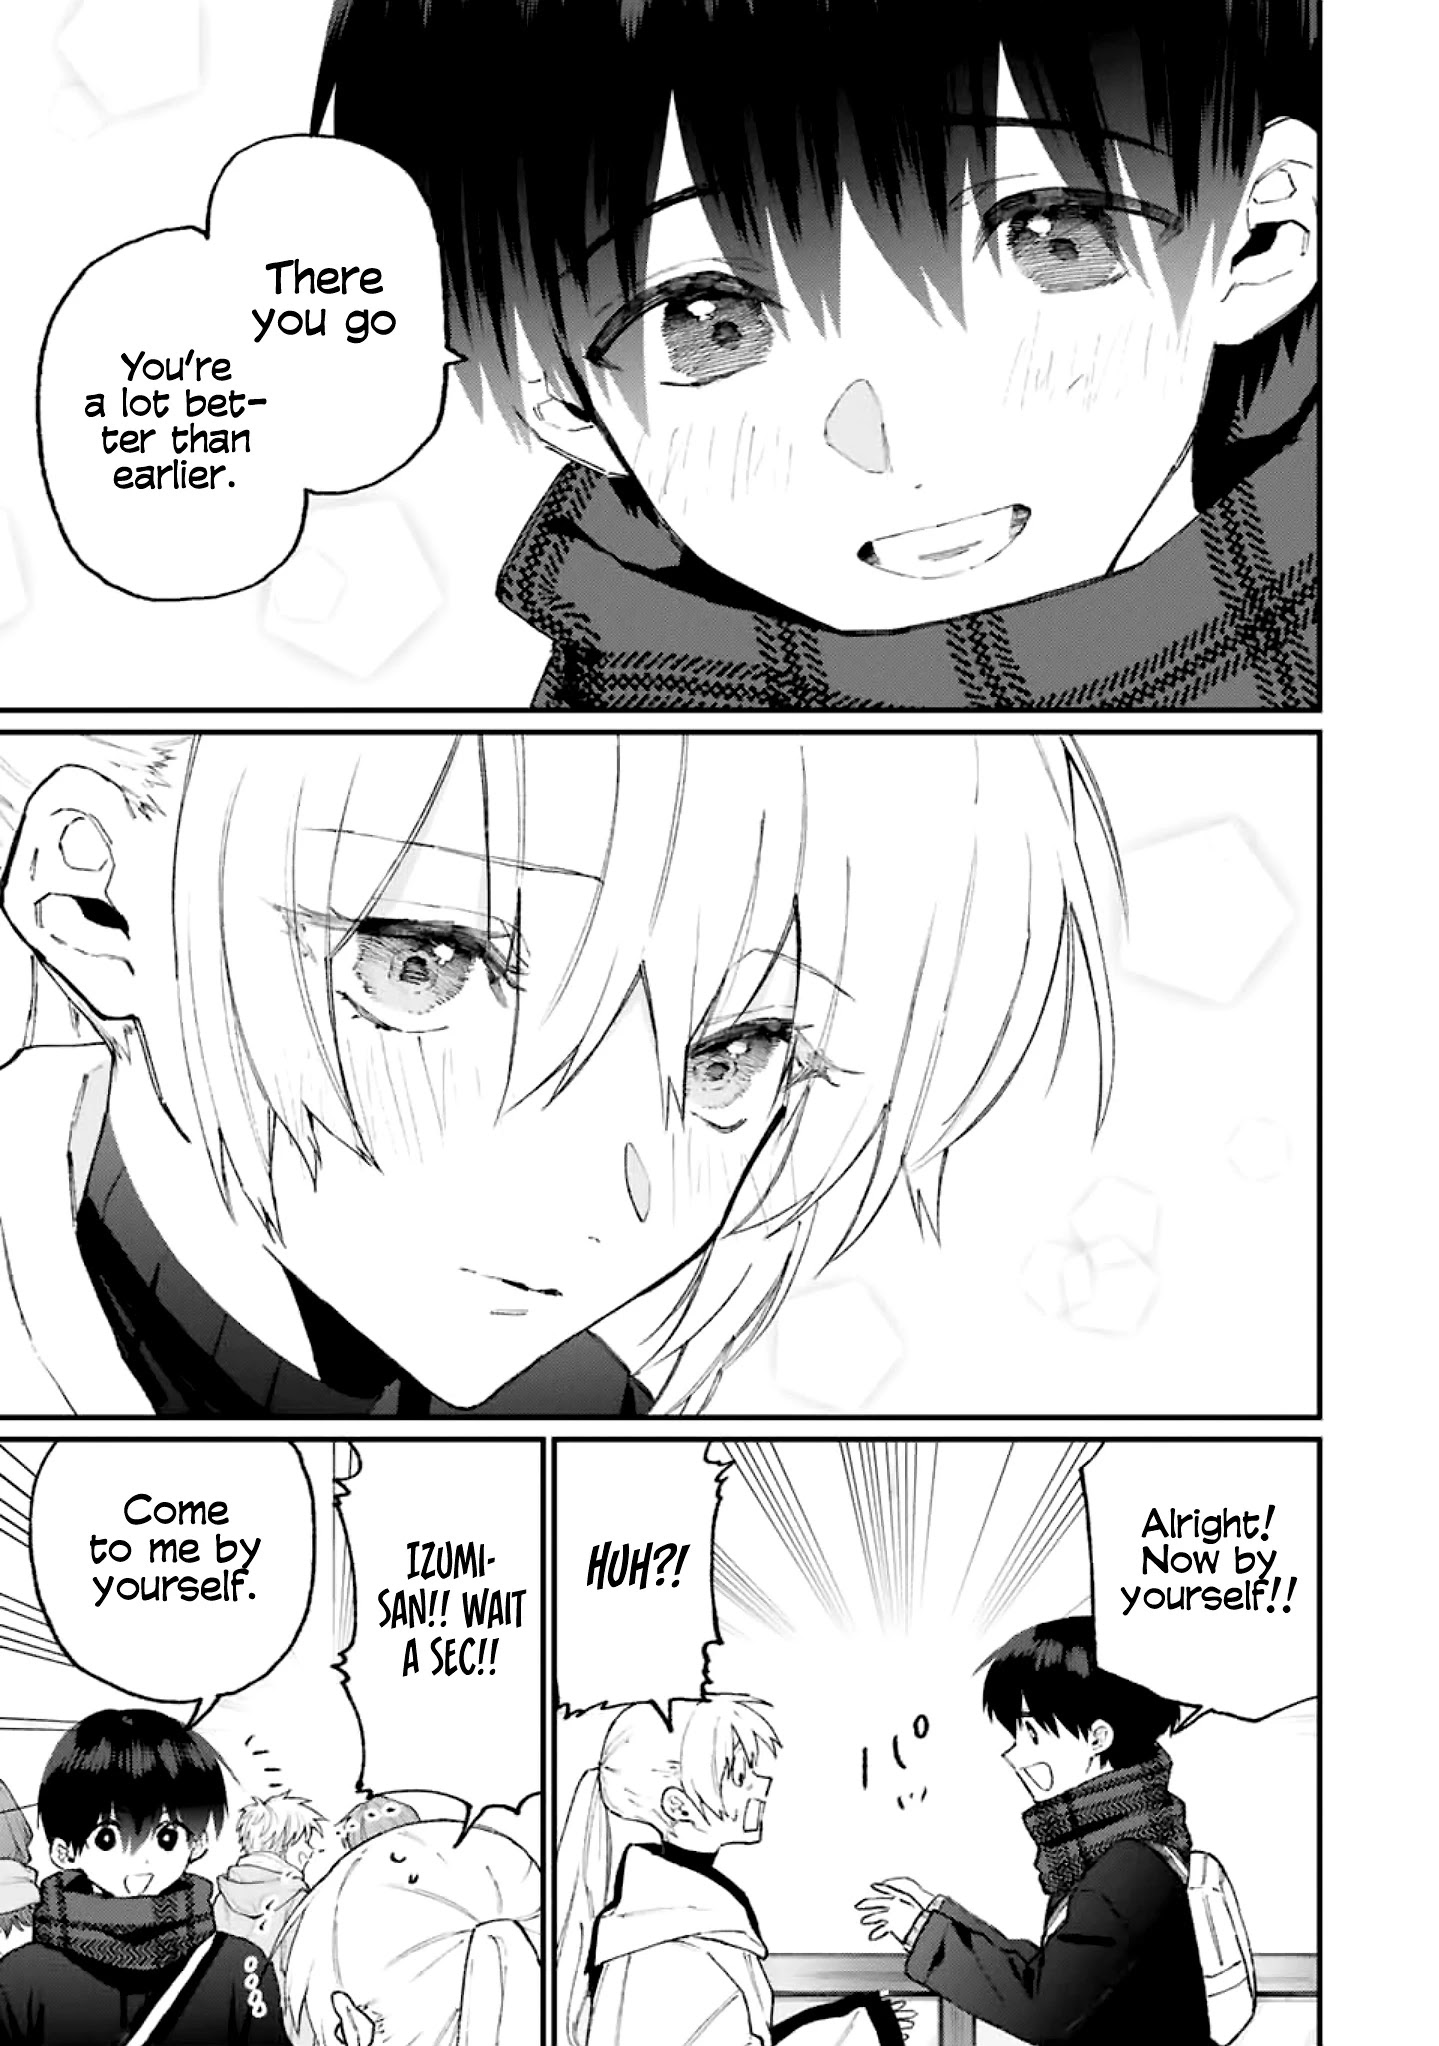 There
you go
You're
a lot bet-
ter than
earlier.
Alright!
Now by
yourself!!
HUH?!
IZUMI-
SAN!! WAIT
A SEC!!
Come
to me by
yourself.